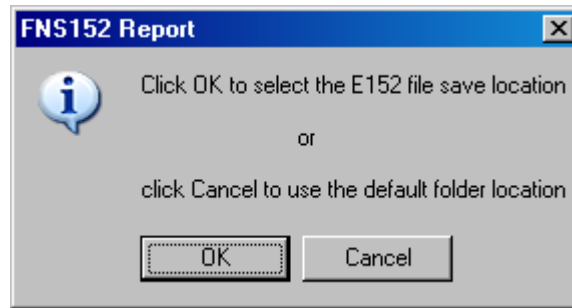 FNS152 Report
Click OK to select the E152 file save location
or
click Cancel to use the default folder location
OK
Cancel